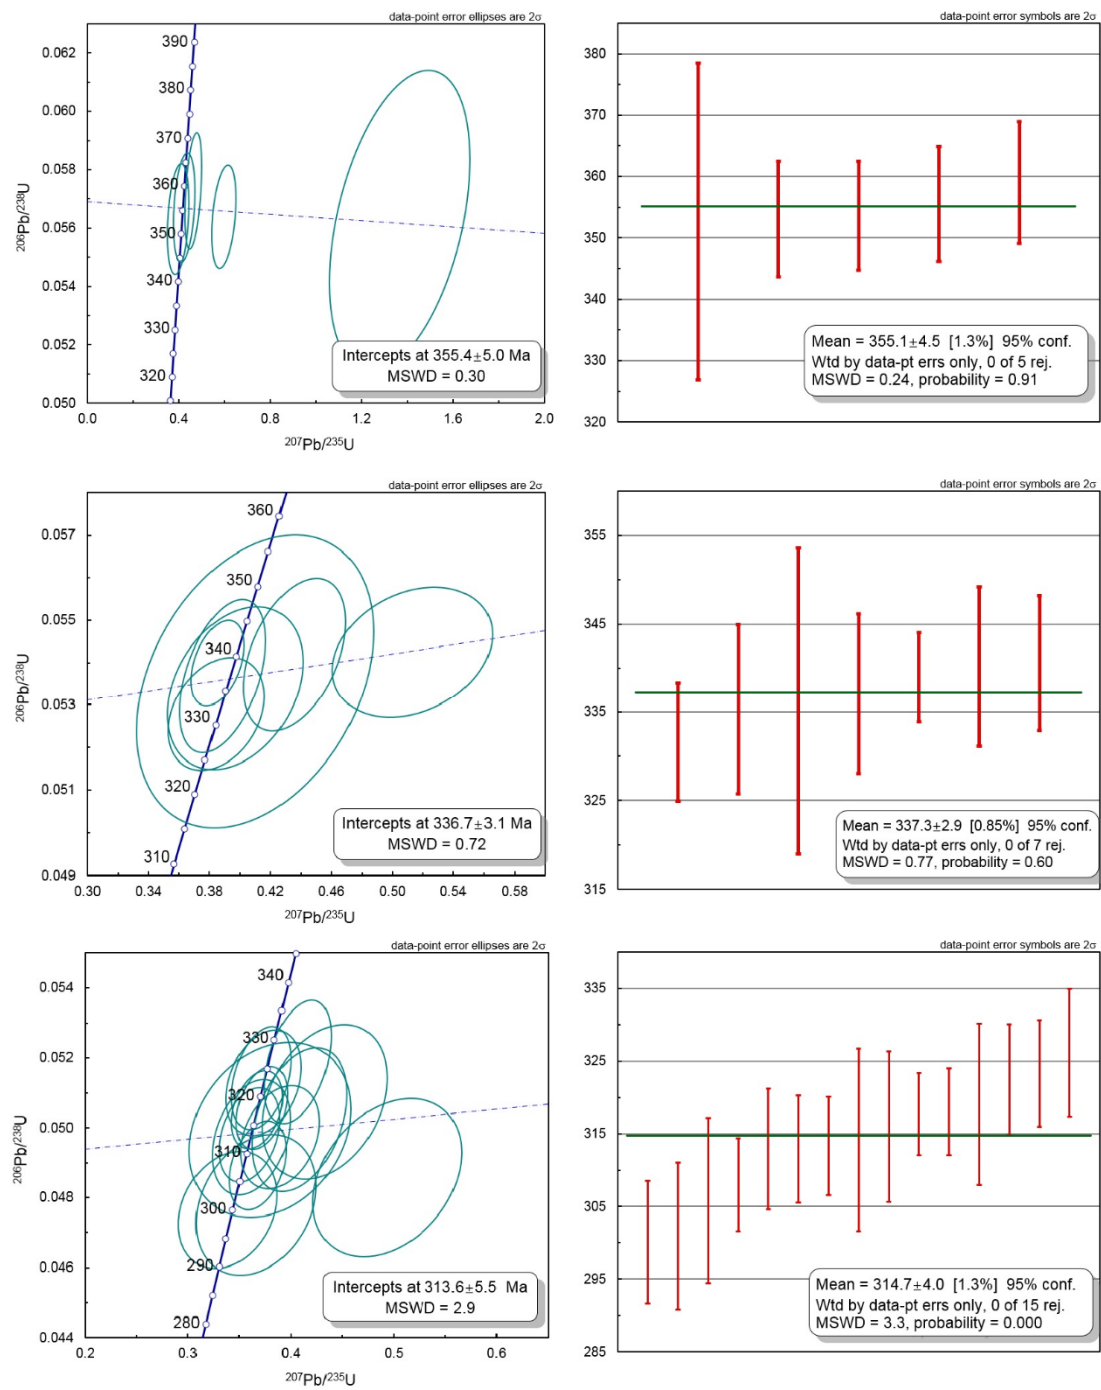 data-point error ellipses are 2σ
0.062
0.060
0.058
0.056
0.054
0.052
0.050
206Pb/238U
390
380
370
360
350
340
330
320
Intercepts at 355.4±5.0 Ma
MSWD = 0.30
0.0 0.4 0.8 1.2 1.6 2.0
207Pb/235U
data-point error symbols are 2σ
380
370
360
350
340
330
320
Mean = 355.1±4.5 [1.3%] 95% conf.
Wtd by data-pt errs only, 0 of 5 rej.
MSWD = 0.24, probability = 0.91
data-point error ellipses are 2σ
0.057
0.055
0.053
0.051
0.049
206Pb/238U
360
350
340
330
320
310
Intercepts at 336.7±3.1 Ma
MSWD = 0.72
0.30 0.34 0.38 0.42 0.46 0.50 0.54 0.58
207Pb/235U
data-point error symbols are 2σ
355
345
335
325
315
Mean = 337.3±2.9 [0.85%] 95% conf.
Wtd by data-pt errs only, 0 of 7 rej.
MSWD = 0.77, probability = 0.60
data-point error ellipses are 2σ
0.054
0.052
0.050
0.048
0.046
0.044
206Pb/238U
340
330
320
310
300
290
280
Intercepts at 313.6±5.5 Ma
MSWD = 2.9
0.2 0.3 0.4 0.5 0.6
207Pb/235U
data-point error symbols are 2σ
335
325
315
305
295
285
Mean = 314.7±4.0 [1.3%] 95% conf.
Wtd by data-pt errs only, 0 of 15 rej.
MSWD = 3.3, probability = 0.000